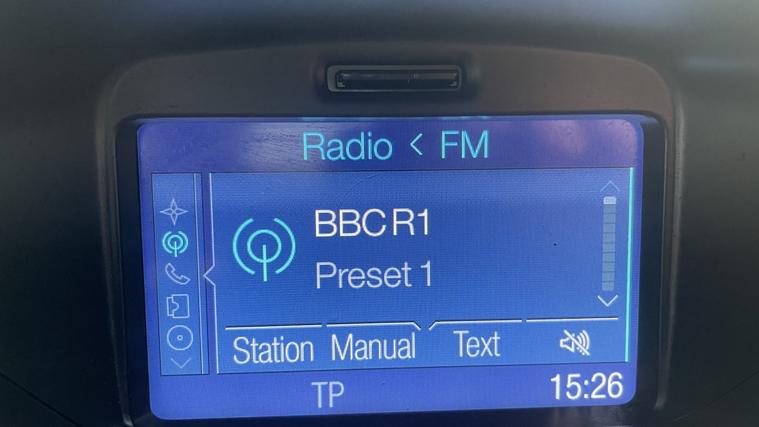 Radio < FM
BBC R1
Preset 1
Station Manual Text
TP 15:26